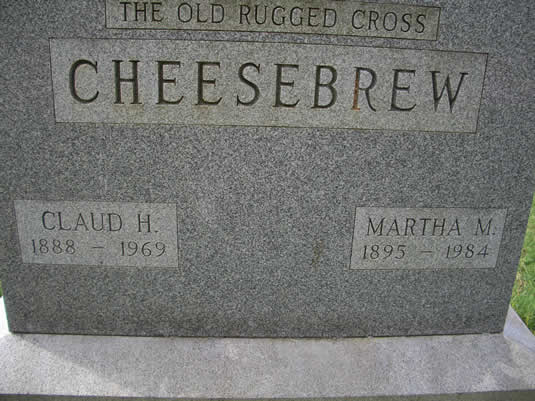 THE OLD RUGGED CROSS
CHEESEBREW
CLAUD H.
1888 - 1969
MARTHA M.
1895 - 1984